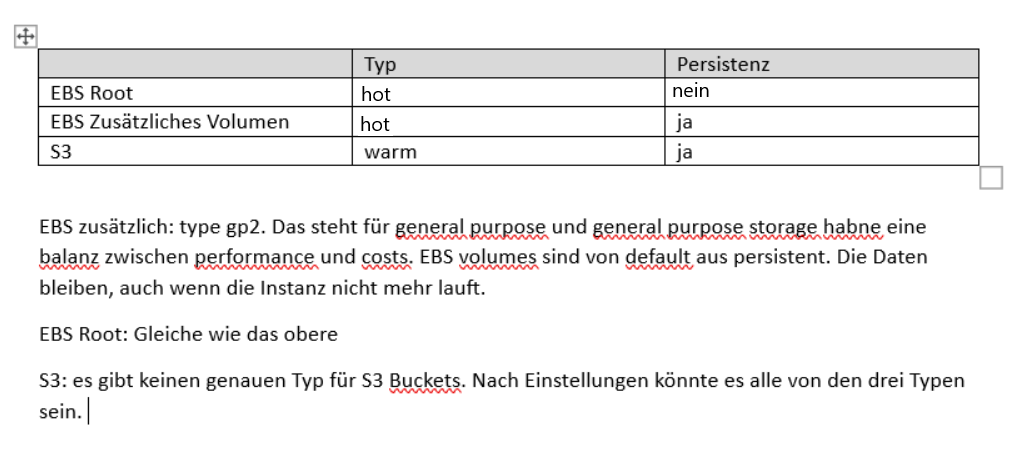 Typ Persistenz
EBS Root hot nein
EBS Zusätzliches Volumen hot ja
S3 warm ja
EBS zusätzlich: type gp2. Das steht für general purpose und general purpose storage habne eine
balanz zwischen performance und costs. EBS volumes sind von default aus persistent. Die Daten
bleiben, auch wenn die Instanz nicht mehr lauft.
EBS Root: Gleiche wie das obere
S3: es gibt keinen genauen Typ für S3 Buckets. Nach Einstellungen könnte es alle von den drei Typen
sein.